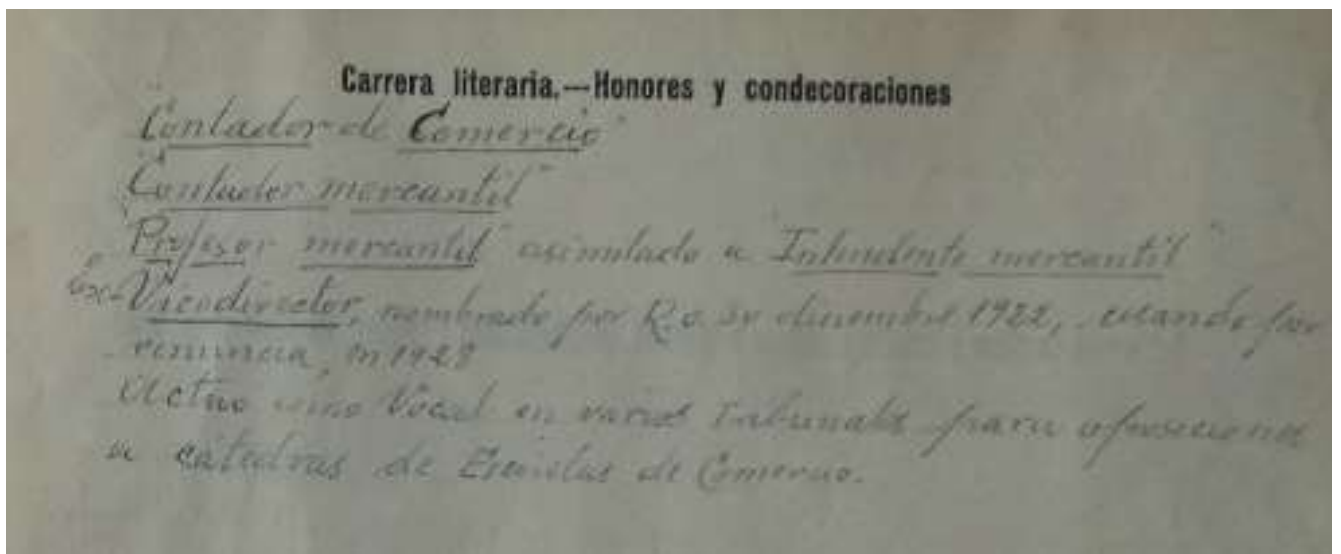 Carrera literaria.—Honores y condecoraciones
"Contador de Comercio"
"Contador mercantil"
"Profesor mercantil" asimilado a "Intendente mercantil"
Ex-Vicedirector, nombrado por R.O. diciembre 1922, cesando por
renuncia, en 1928
Actuó como Vocal en varios Tribunales para oposiciones
a cátedras de Escuelas de Comercio.